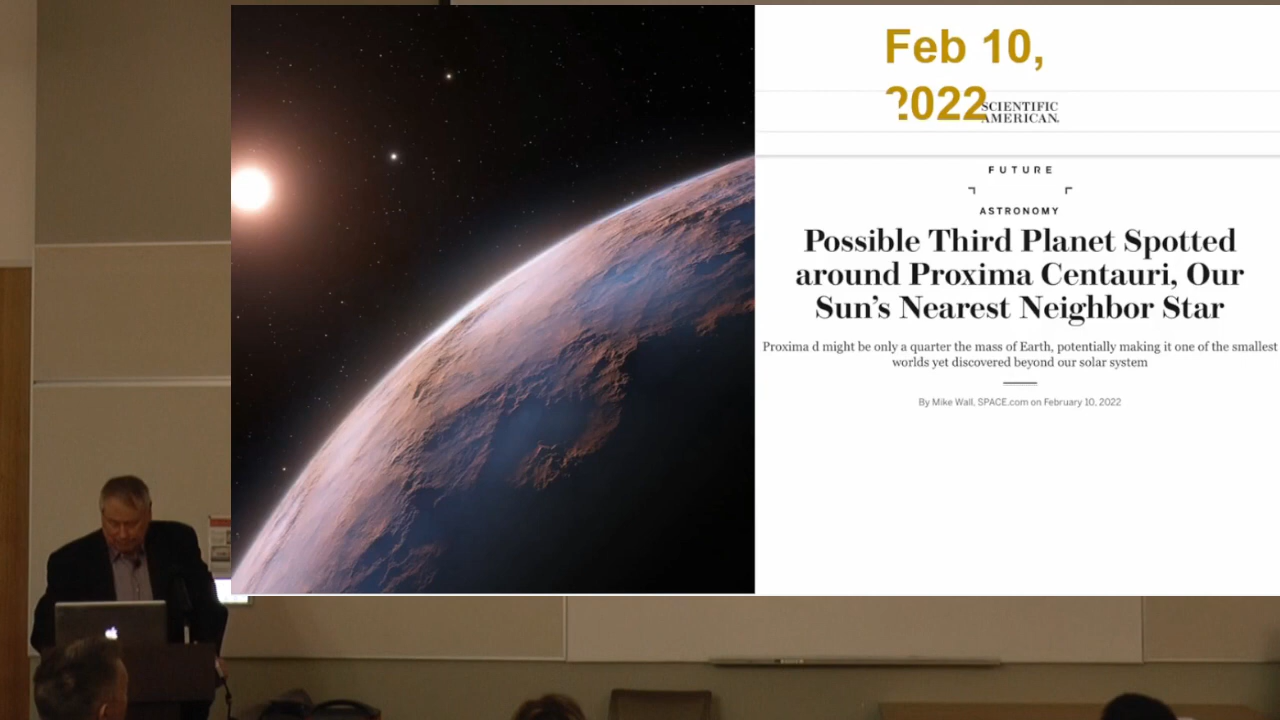 Feb 10,
2022
SCIENTIFIC
AMERICAN.
FUTURE
ASTRONOMY
Possible Third Planet Spotted
around Proxima Centauri, Our
Sun's Nearest Neighbor Star
Proxima d might be only a quarter the mass of Earth, potentially making it one of the smallest
worlds yet discovered beyond our solar system
By Mike Wall, SPACE.com on February 10, 2022